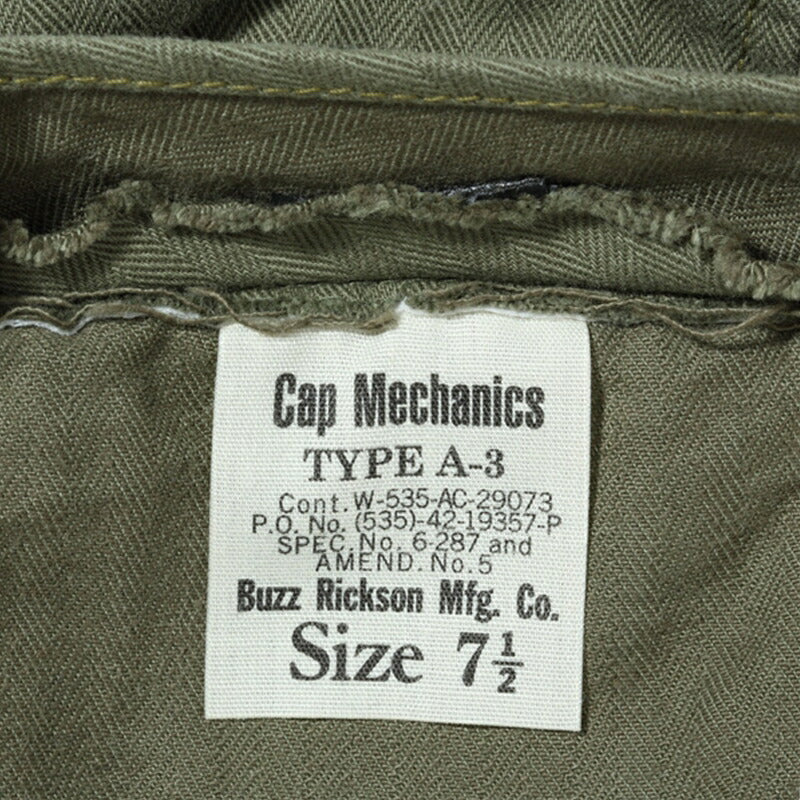 Cap Mechanics
TYPE A-3
Cont. W-535-AC-29073
P.O. No. (535)-42-19357-P
SPEC. No. 6-287 and
AMEND. No. 5
Buzz Rickson Mfg. Co.
Size 7½